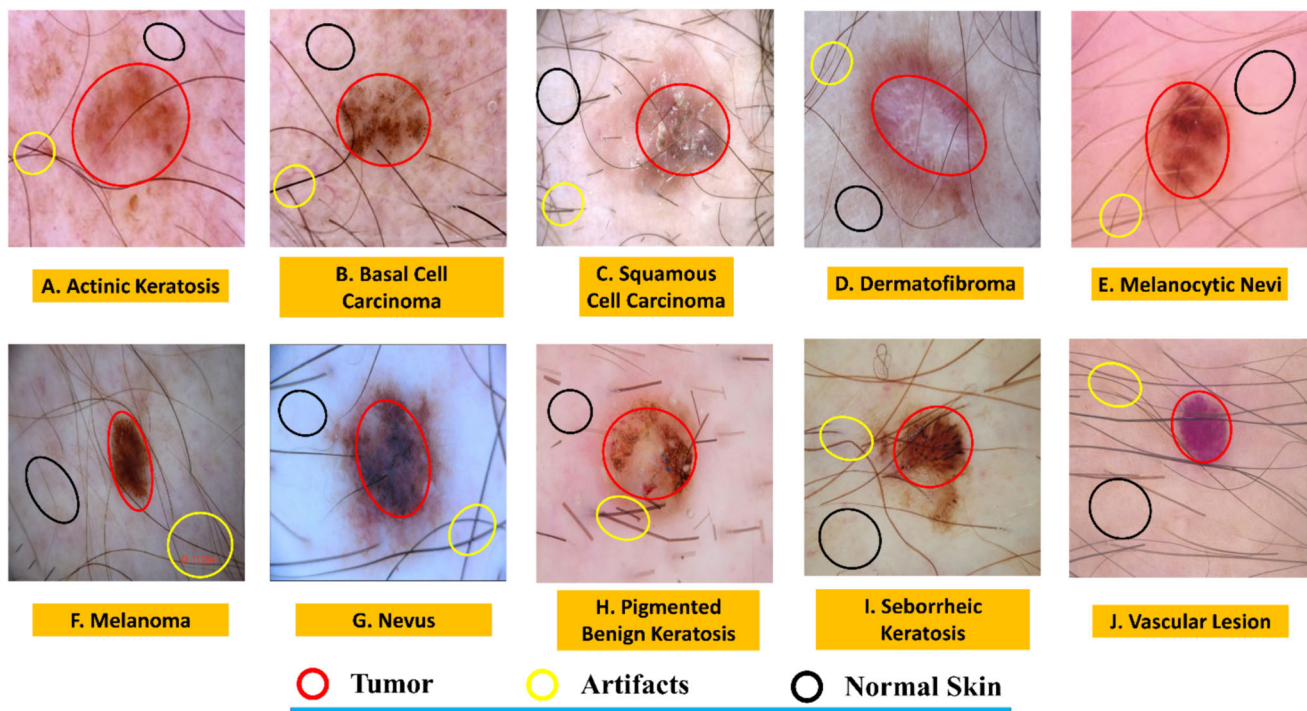 A. Actinic Keratosis
B. Basal Cell
Carcinoma
C. Squamous
Cell Carcinoma
D. Dermatofibroma
E. Melanocytic Nevi
F. Melanoma
G. Nevus
H. Pigmented
Benign Keratosis
I. Seborrheic
Keratosis
J. Vascular Lesion
Tumor
Artifacts
Normal Skin